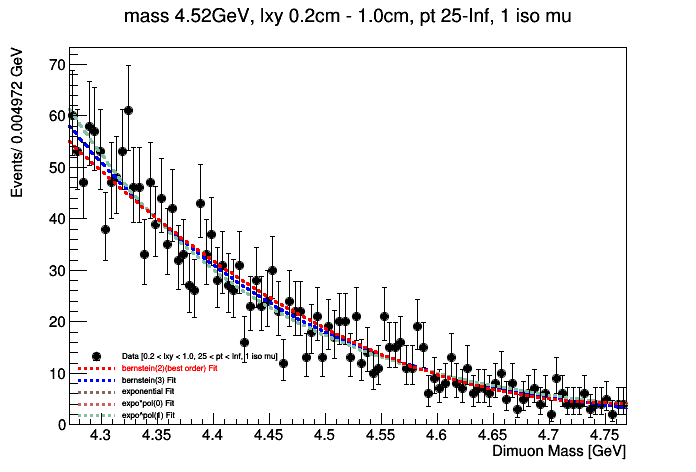 mass 4.52GeV, lxy 0.2cm - 1.0cm, pt 25-Inf, 1 iso mu
Events/ 0.004972 GeV
70
60
50
40
30
20
10
0
Data [0.2 < lxy < 1.0, 25 < pt < Inf, 1 iso mu]
bernstein(2)(best order) Fit
bernstein(3) Fit
exponential Fit
expo*pol(0) Fit
expo*pol(1) Fit
4.3 4.35 4.4 4.45 4.5 4.55 4.6 4.65 4.7 4.75
Dimuon Mass [GeV]